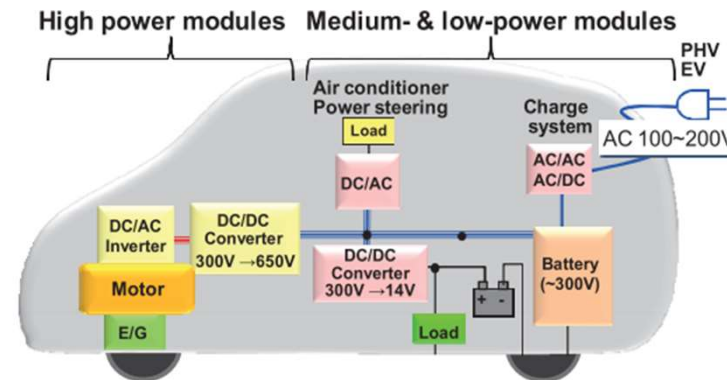 High power modules
Medium- & low-power modules
PHV
EV
Air conditioner
Power steering
Load
Charge
system
AC 100~200V
DC/AC
AC/AC
AC/DC
DC/AC
Inverter
DC/DC
Converter
300V →650V
DC/DC
Converter
300V →14V
Battery
(~300V)
Motor
+ -
E/G
Load